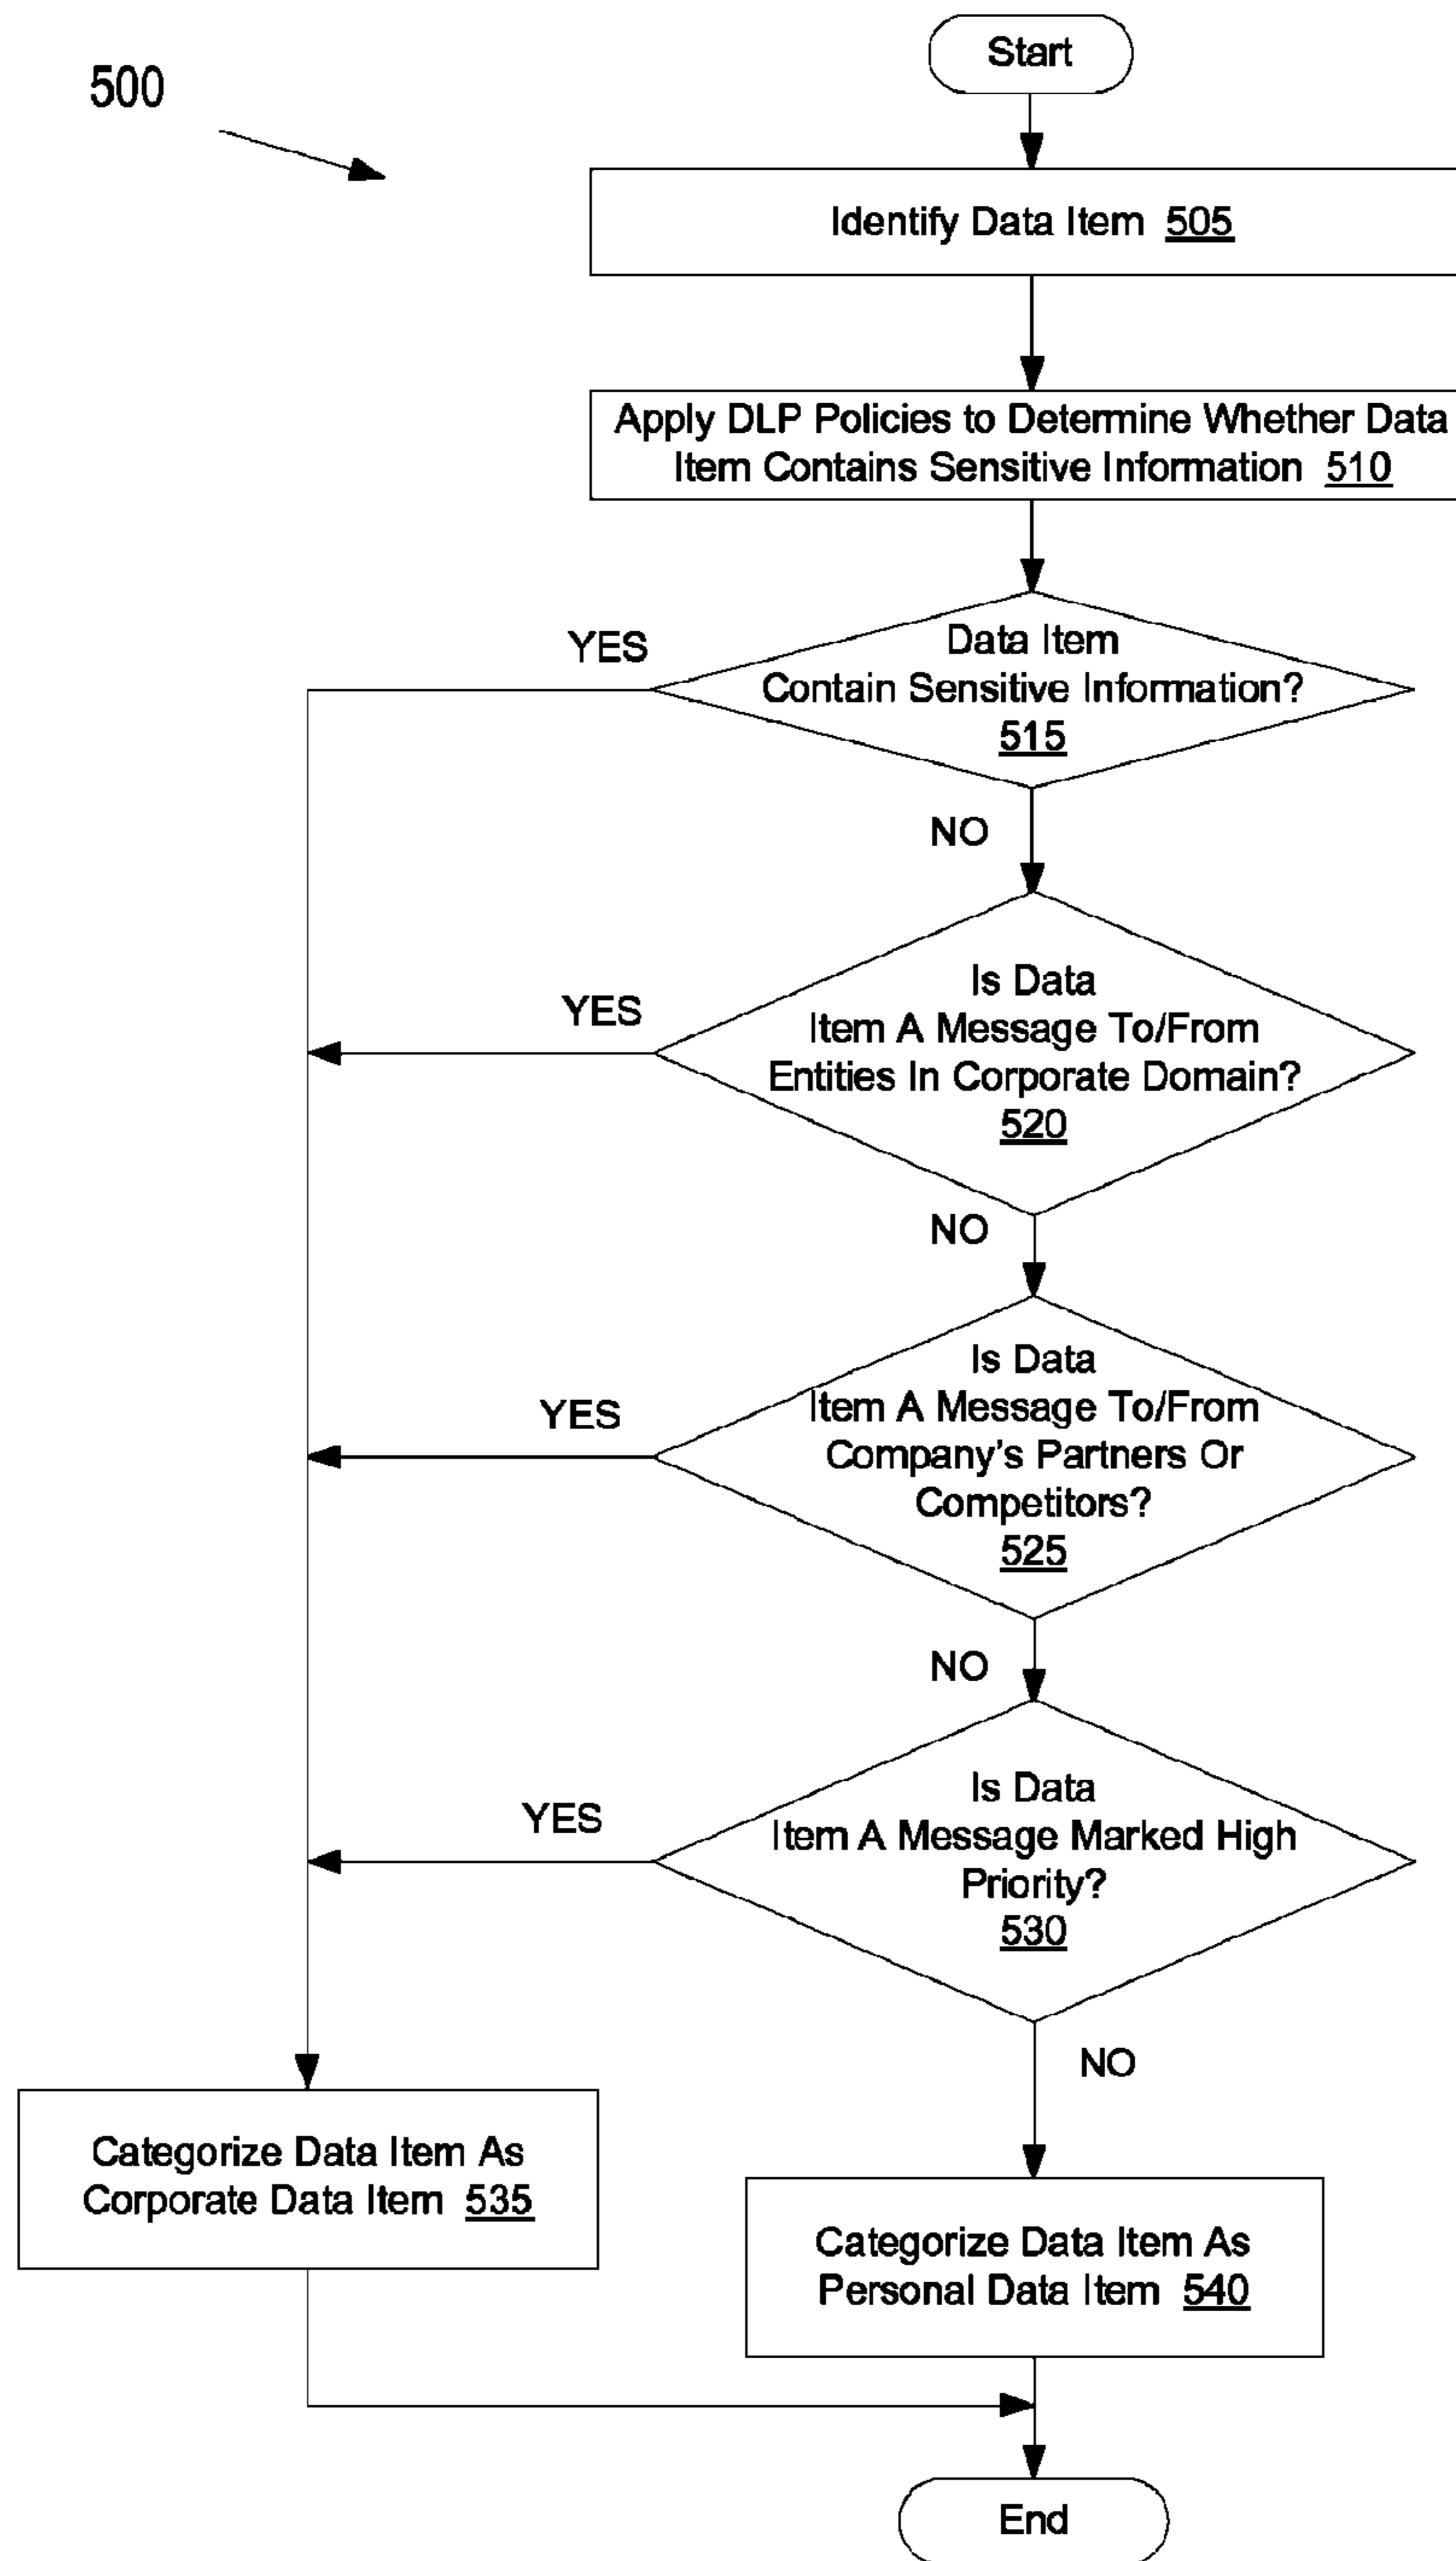 500
Start
Identify Data Item 505
Apply DLP Policies to Determine Whether Data
Item Contains Sensitive Information 510
Data Item
Contain Sensitive Information?
515
YES
NO
Is Data
Item A Message To/From
Entities In Corporate Domain?
520
YES
NO
Is Data
Item A Message To/From
Company's Partners Or
Competitors?
525
YES
NO
Is Data
Item A Message Marked High
Priority?
530
YES
NO
Categorize Data Item As
Corporate Data Item 535
Categorize Data Item As
Personal Data Item 540
End